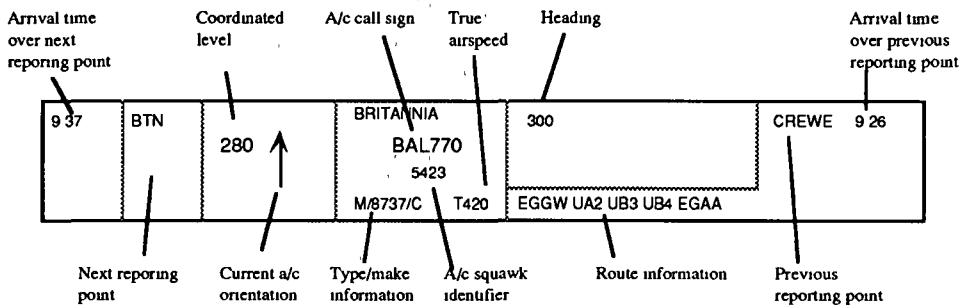 Arrival time
over next
reporting point
Coordinated
level
A/c call sign
True
airspeed
Heading
Arrival time
over previous
reporting point
9 37
BTN
280
BRITANNIA
BAL770
5423
M/8737/C T420
300
EGGW UA2 UB3 UB4 EGAA
CREWE 9 26
Next reporing
point
Current a/c
orientation
Type/make
information
A/c squawk
identifier
Route information
Previous
reporting point